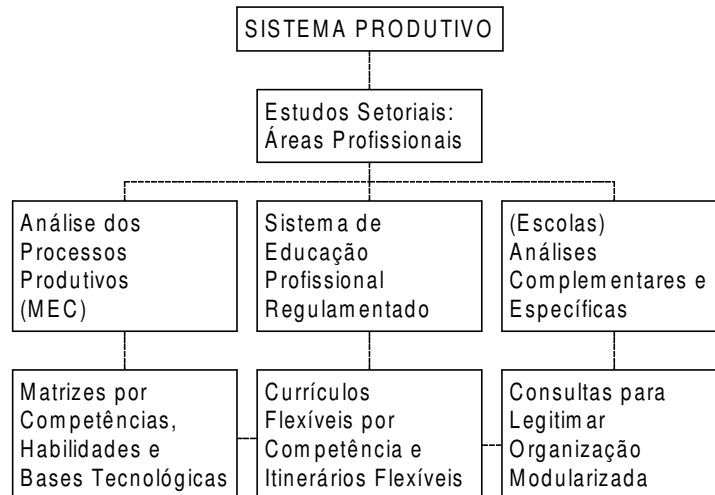 SISTEMA PRODUTIVO
Estudos Setoriais:
Áreas Profissionais
Análise dos
Processos
Produtivos
(MEC)
Sistema de
Educação
Profissional
Regulamentado
(Escolas)
Análises
Complementares e
Específicas
Matrizes por
Competências,
Habilidades e
Bases Tecnológicas
Currículos
Flexíveis por
Competência e
Itinerários Flexíveis
Consultas para
Legitimar
Organização
Modularizada